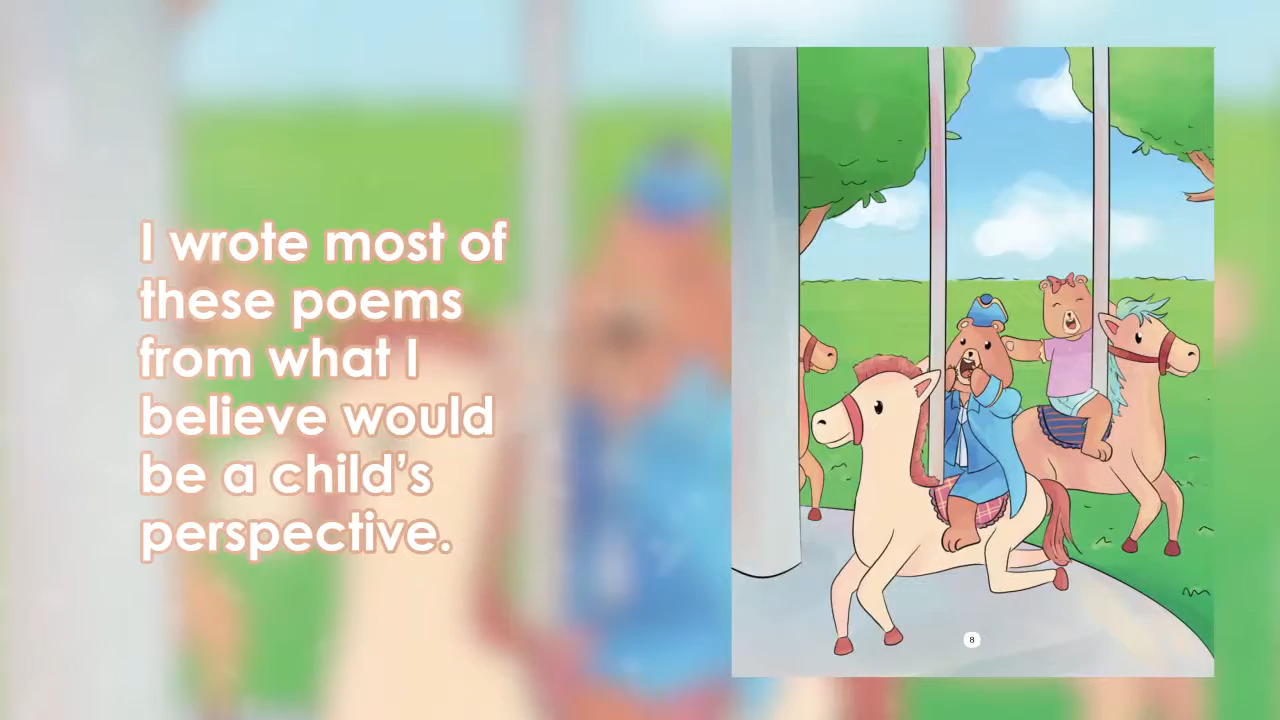 I wrote most of
these poems
from what I
believe would
be a child’s
perspective.
8